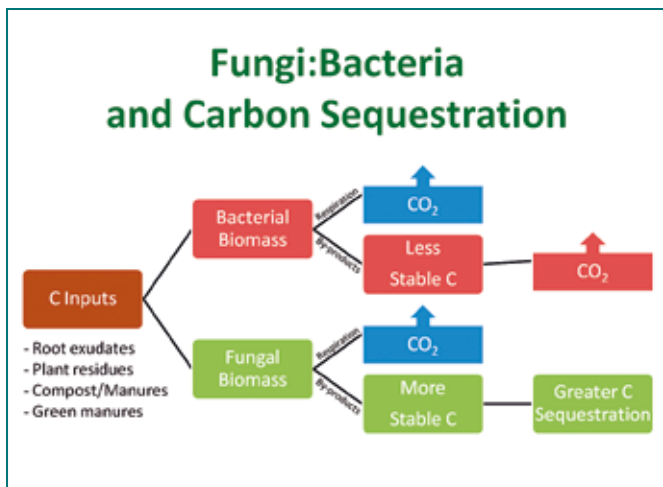 Fungi:Bacteria
and Carbon Sequestration
Respiration
CO₂
Bacterial
Biomass
By-products
Less
Stable C
CO₂
C Inputs
- Root exudates
- Plant residues
- Compost/Manures
- Green manures
Respiration
CO₂
Fungal
Biomass
By-products
More
Stable C
Greater C
Sequestration